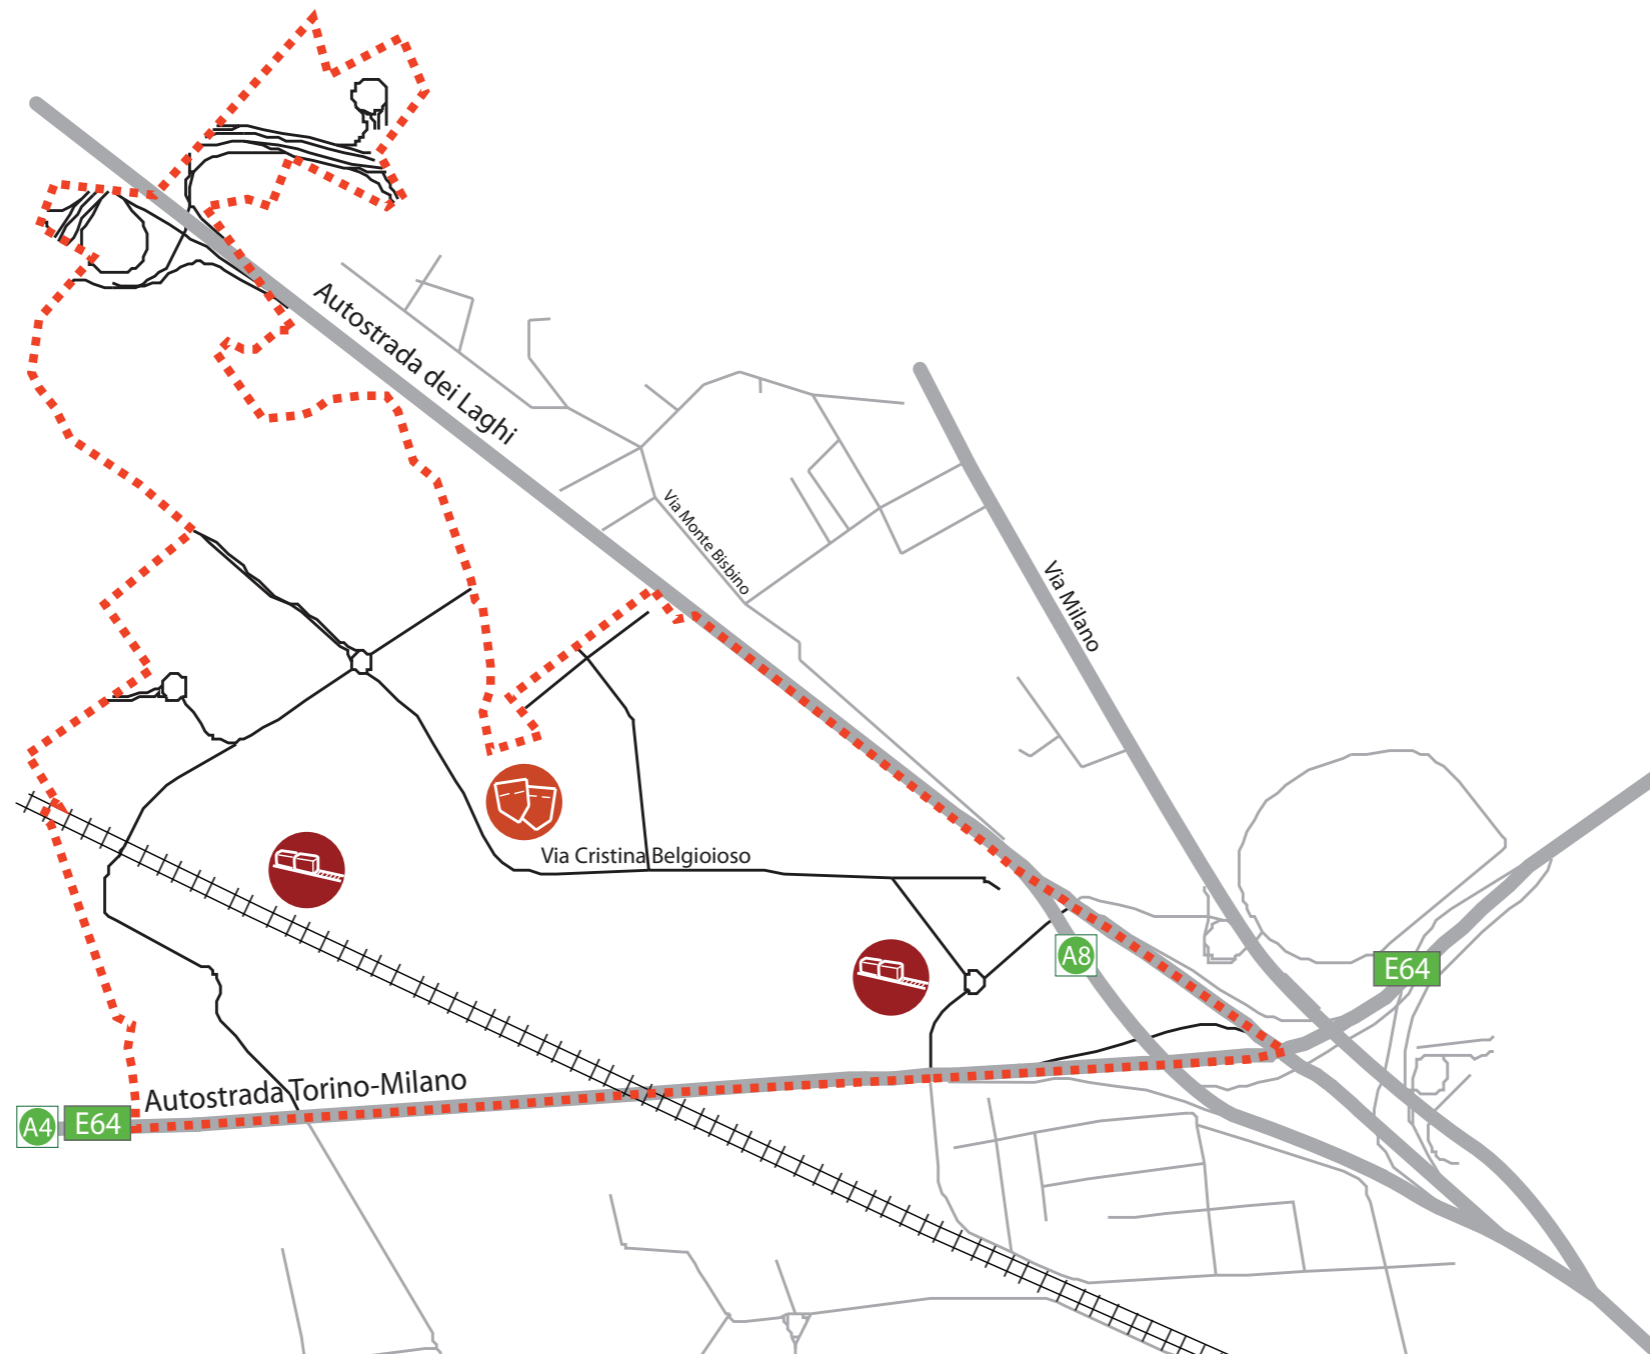 Autostrada dei Laghi
Via Monte Bisbino
Via Milano
Via Cristina Belgioioso
A8
E64
Autostrada Torino-Milano
A4
E64